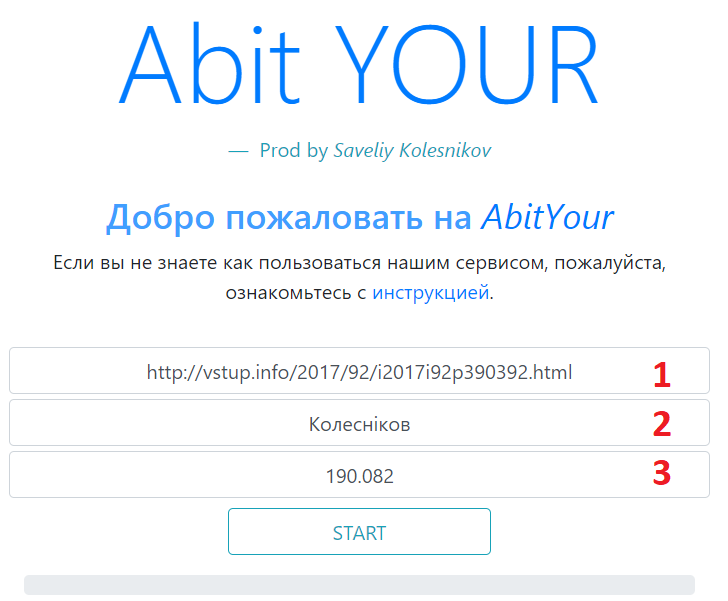 Abit YOUR
— Prod by Saveliy Kolesnikov
Добро пожаловать на AbitYour
Если вы не знаете как пользоваться нашим сервисом, пожалуйста,
ознакомьтесь с инструкцией.
http://vstup.info/2017/92/i2017i92p390392.html 1
Колесніков 2
190.082 3
START